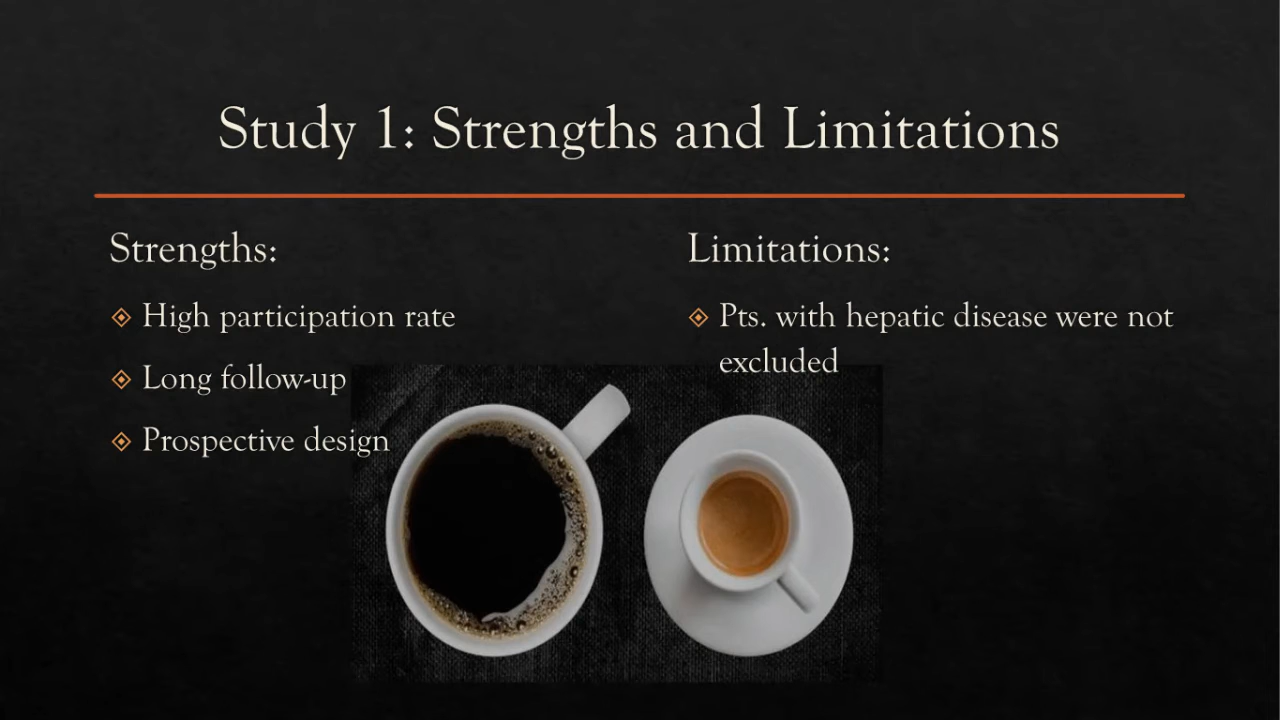 Study 1: Strengths and Limitations
Strengths:
High participation rate
Long follow-up
Prospective design
Limitations:
Pts. with hepatic disease were not
excluded